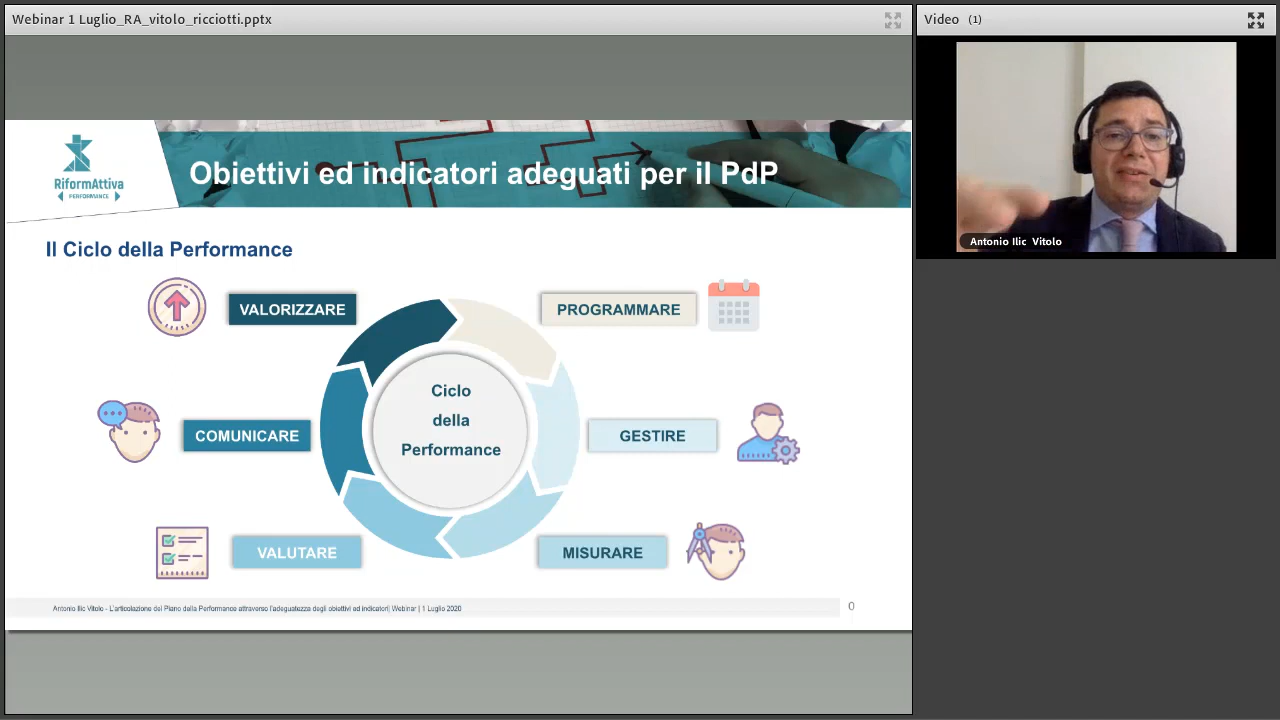 Webinar 1 Luglio_RA_vitolo_ricciotti.pptx
Video (1)
RiformAttiva
PERFORMANCE
Obiettivi ed indicatori adeguati per il PdP
Antonio Ilic Vitolo
Il Ciclo della Performance
VALORIZZARE
PROGRAMMARE
Ciclo
della
Performance
COMUNICARE
GESTIRE
VALUTARE
MISURARE
Antonio Ilic Vitolo - L'articolazione del Piano della Performance attraverso l'adeguatezza degli obiettivi ed indicatori| Webinar | 1 Luglio 2020
0